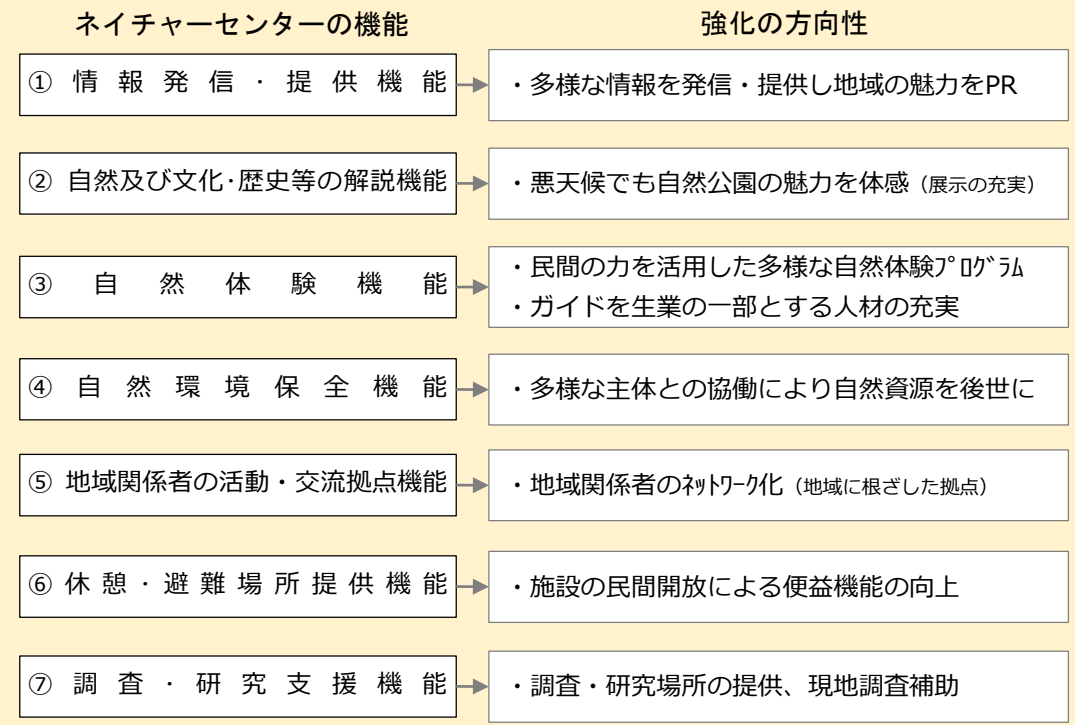 ネイチャーセンターの機能
強化の方向性
① 情報発信・提供機能
・多様な情報を発信・提供し地域の魅力をPR
② 自然及び文化・歴史等の解説機能
・悪天候でも自然公園の魅力を体感（展示の充実）
③ 自然体験機能
・民間の力を活用した多様な自然体験ﾌﾟﾛｸﾞﾗﾑ
・ガイドを生業の一部とする人材の充実
④ 自然環境保全機能
・多様な主体との協働により自然資源を後世に
⑤ 地域関係者の活動・交流拠点機能
・地域関係者のﾈｯﾄﾜｰｸ化（地域に根ざした拠点）
⑥ 休憩・避難場所提供機能
・施設の民間開放による便益機能の向上
⑦ 調査・研究支援機能
・調査・研究場所の提供、現地調査補助